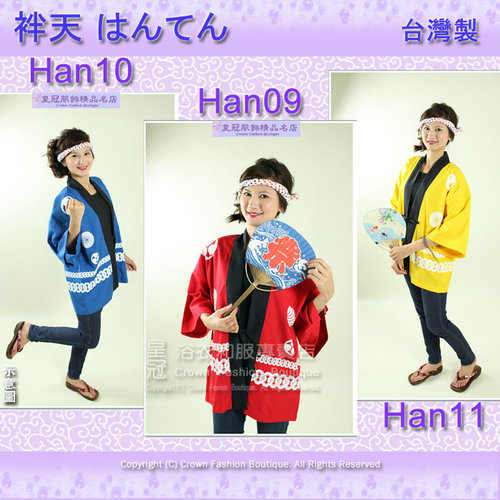 袢天 はんてん
台灣製
Han10
皇冠服飾精品名店
Crown Fashion Boutique
Han09
皇冠服飾精品名店
Crown Fashion Boutique
祭
皇冠 浴衣和服專賣店
Crown Fashion Boutique
Copyright(C) Crown Fashion Boutique. All Rights Reserved
示意圖
Han11
Copyright (C) Crown Fashion Boutique. All Rights Reserved.